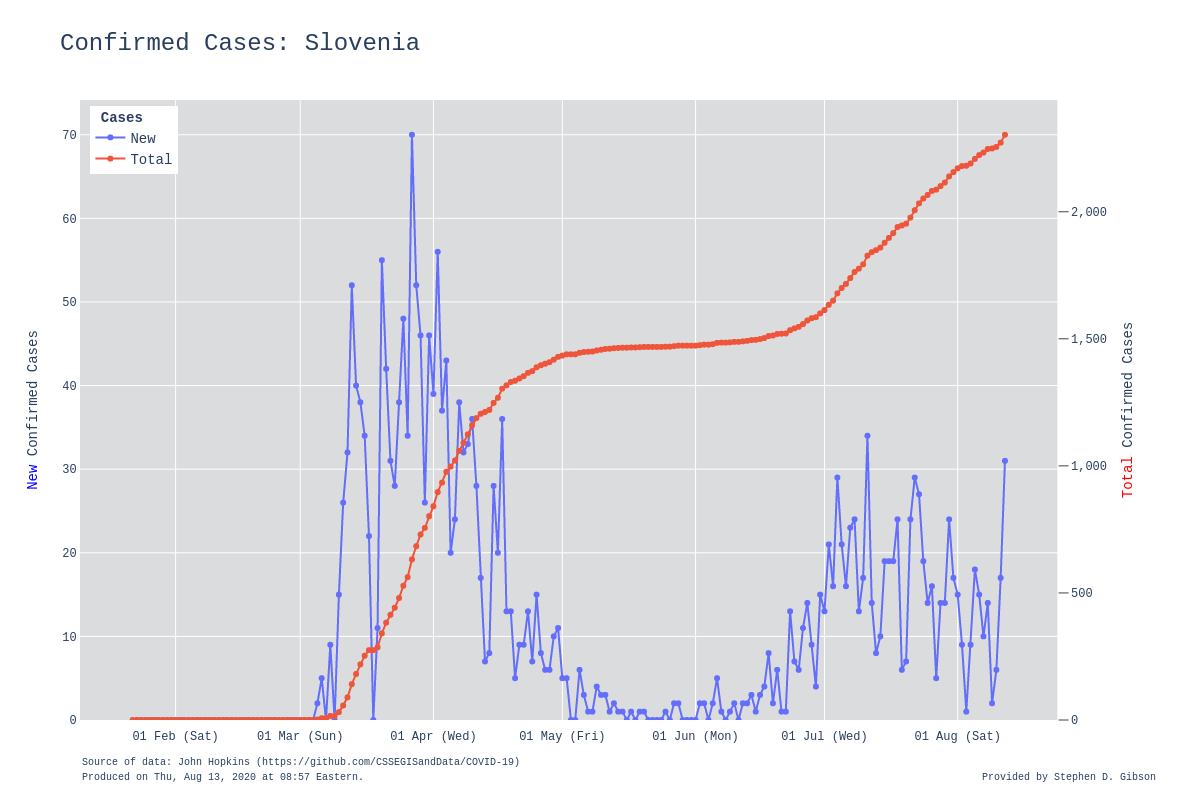 Confirmed Cases: Slovenia
Cases
New
Total
70
60
50
40
30
20
10
0
New Confirmed Cases
2,000
1,500
1,000
500
0
Total Confirmed Cases
01 Feb (Sat)
01 Mar (Sun)
01 Apr (Wed)
01 May (Fri)
01 Jun (Mon)
01 Jul (Wed)
01 Aug (Sat)
Source of data: John Hopkins (https://github.com/CSSEGISandData/COVID-19)
Produced on Thu, Aug 13, 2020 at 08:57 Eastern.
Provided by Stephen D. Gibson